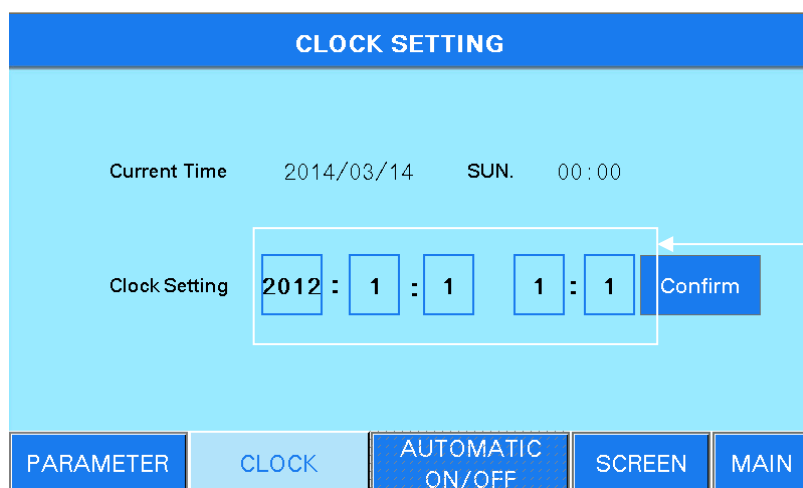 CLOCK SETTING
Current Time 2014/03/14 SUN. 00:00
Clock Setting 2012 : 1 : 1 1 : 1 Confirm
PARAMETER CLOCK AUTOMATIC ON/OFF SCREEN MAIN